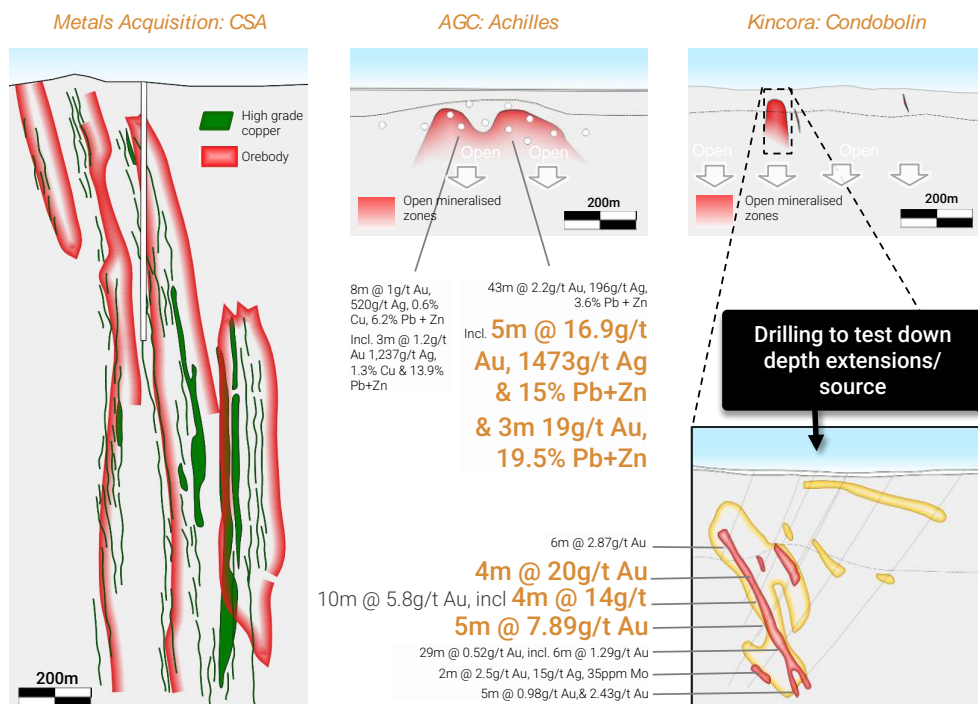 Metals Acquisition: CSA
AGC: Achilles
Kincora: Condobolin
High grade
copper
Orebody
200m
Open
Open
Open mineralised
zones
200m
8m @ 1g/t Au,
520g/t Ag, 0.6%
Cu, 6.2% Pb + Zn
Incl. 3m @ 1.2g/t
Au 1,237g/t Ag,
1.3% Cu & 13.9%
Pb+Zn
43m @ 2.2g/t Au, 196g/t Ag,
3.6% Pb + Zn
Incl. 5m @ 16.9g/t
Au, 1473g/t Ag
& 15% Pb+Zn
& 3m 19g/t Au,
19.5% Pb+Zn
Open
Open
Open mineralised
zones
200m
Drilling to test down
depth extensions/
source
6m @ 2.87g/t Au
4m @ 20g/t Au
10m @ 5.8g/t Au, incl 4m @ 14g/t
5m @ 7.89g/t Au
29m @ 0.52g/t Au, incl. 6m @ 1.29g/t Au
2m @ 2.5g/t Au, 15g/t Ag, 35ppm Mo
5m @ 0.98g/t Au,& 2.43g/t Au